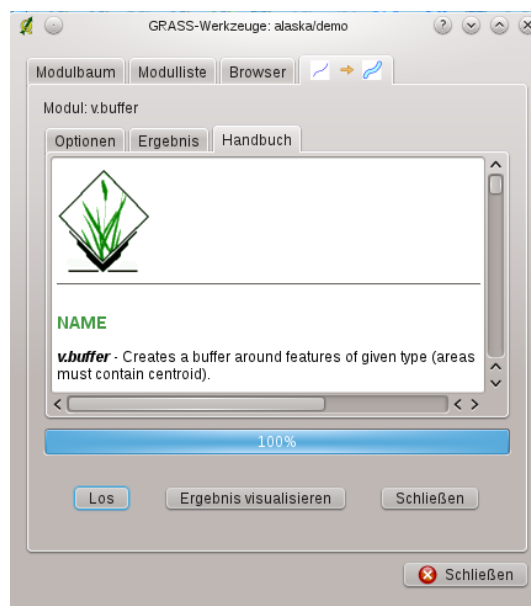 GRASS-Werkzeuge: alaska/demo
Modulbaum Modulliste Browser
Modul: v.buffer
Optionen Ergebnis Handbuch
NAME
v.buffer - Creates a buffer around features of given type (areas
must contain centroid).
100%
Los Ergebnis visualisieren Schließen
Schließen